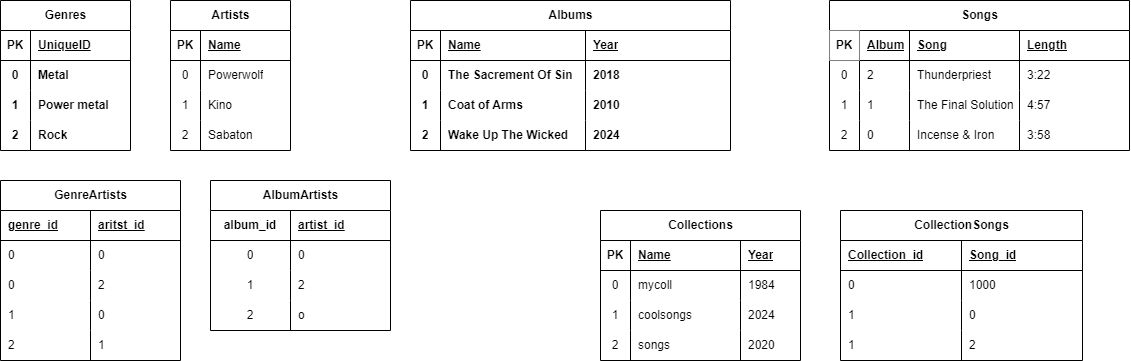 Genres
PK UniqueID
0 Metal
1 Power metal
2 Rock
Artists
PK Name
0 Powerwolf
1 Kino
2 Sabaton
Albums
PK Name Year
0 The Sacrement Of Sin 2018
1 Coat of Arms 2010
2 Wake Up The Wicked 2024
Songs
PK Album Song Length
0 2 Thunderpriest 3:22
1 1 The Final Solution 4:57
2 0 Incense & Iron 3:58
GenreArtists
genre_id aritst_id
0 0
0 2
1 0
2 1
AlbumArtists
album_id artist_id
0 0
1 2
2 o
Collections
PK Name Year
0 mycoll 1984
1 coolsongs 2024
2 songs 2020
CollectionSongs
Collection_id Song_id
0 1000
1 0
1 2